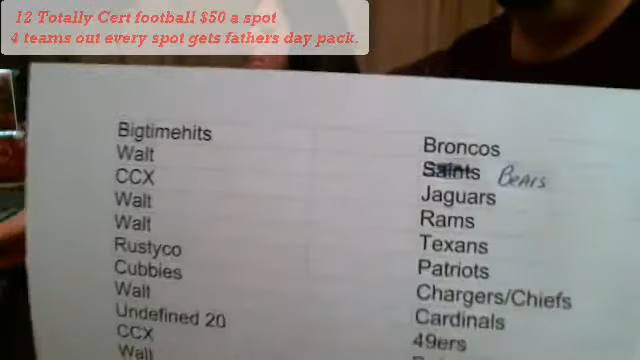 12 Totally Cert football $50 a spot
4 teams out every spot gets fathers day pack.
Bigtimehits Broncos
Walt Saints Bears
CCX Jaguars
Walt Rams
Walt Texans
Rustyco Patriots
Cubbies Chargers/Chiefs
Walt Cardinals
Undefined 20 49ers
CCX
Walt